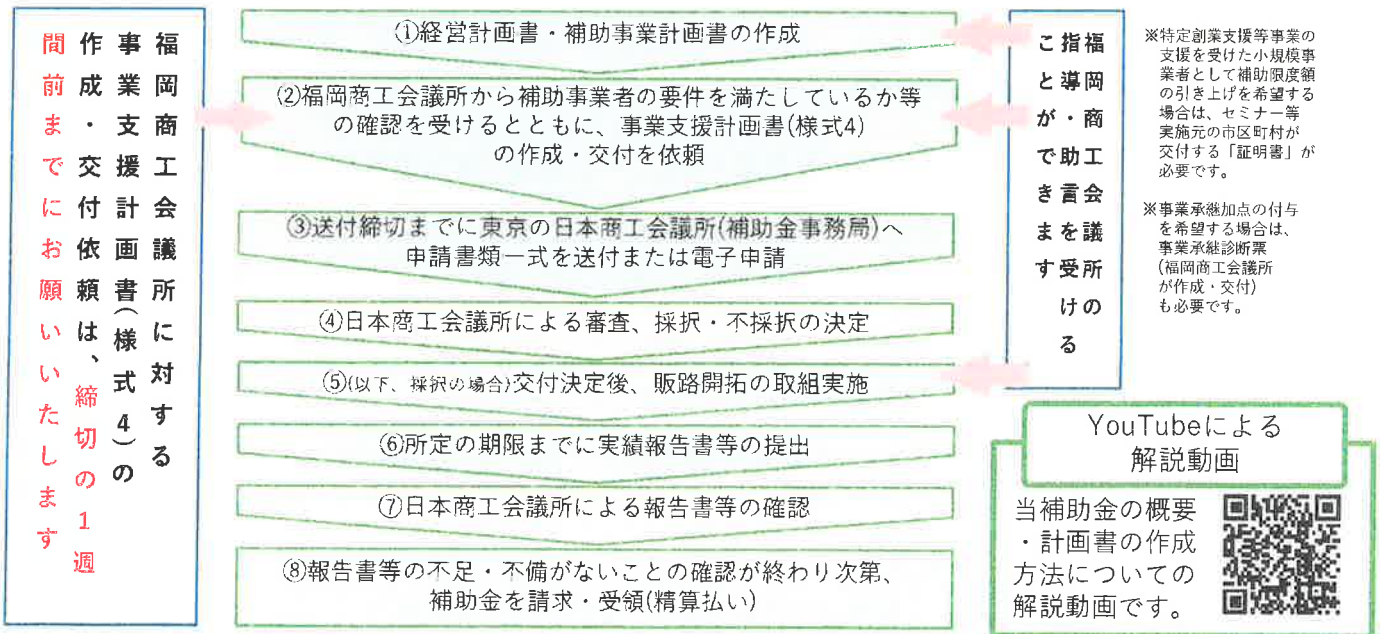 福岡商工会議所に対する
事業支援計画書(様式4)の
作成・交付依頼は、締切の1週
間前までにお願いいたします
①経営計画書・補助事業計画書の作成
②福岡商工会議所から補助事業者の要件を満たしているか等
の確認を受けるとともに、事業支援計画書(様式4)
の作成・交付を依頼
③送付締切までに東京の日本商工会議所(補助金事務局)へ
申請書類一式を送付または電子申請
④日本商工会議所による審査、採択・不採択の決定
⑤(以下、採択の場合)交付決定後、販路開拓の取組実施
⑥所定の期限までに実績報告書等の提出
⑦日本商工会議所による報告書等の確認
⑧報告書等の不足・不備がないことの確認が終わり次第、
補助金を請求・受領(精算払い)
福岡商工会議所の
指導・助言を受ける
ことができます
※特定創業支援等事業の
支援を受けた小規模事
業者として補助限度額
の引き上げを希望する
場合は、セミナー等
実施元の市区町村が
交付する「証明書」が
必要です。
※事業承継加点の付与
を希望する場合は、
事業承継診断票
(福岡商工会議所
が作成・交付)
も必要です。
YouTubeによる
解説動画
当補助金の概要
・計画書の作成
方法についての
解説動画です。